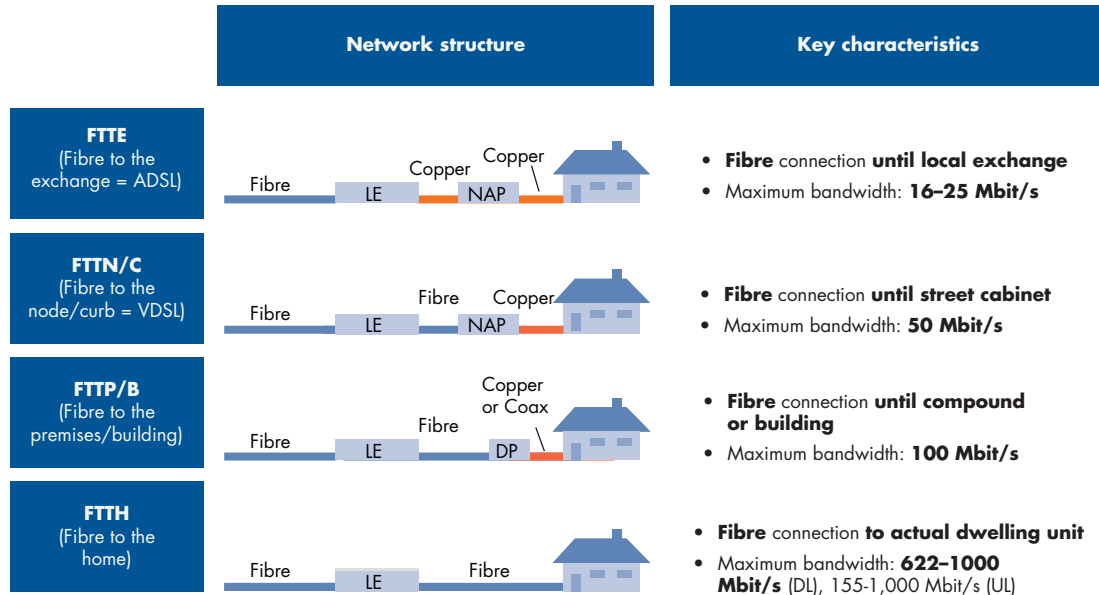 Network structure
Key characteristics
FTTE
(Fibre to the
exchange = ADSL)
Fibre
LE
Copper
NAP
Copper
• Fibre connection until local exchange
• Maximum bandwidth: 16–25 Mbit/s
FTTN/C
(Fibre to the
node/curb = VDSL)
Fibre
LE
Fibre
NAP
Copper
• Fibre connection until street cabinet
• Maximum bandwidth: 50 Mbit/s
FTTP/B
(Fibre to the
premises/building)
Fibre
LE
Fibre
DP
Copper
or Coax
• Fibre connection until compound
or building
• Maximum bandwidth: 100 Mbit/s
FTTH
(Fibre to the
home)
Fibre
LE
Fibre
• Fibre connection to actual dwelling unit
• Maximum bandwidth: 622–1000
Mbit/s (DL), 155-1,000 Mbit/s (UL)